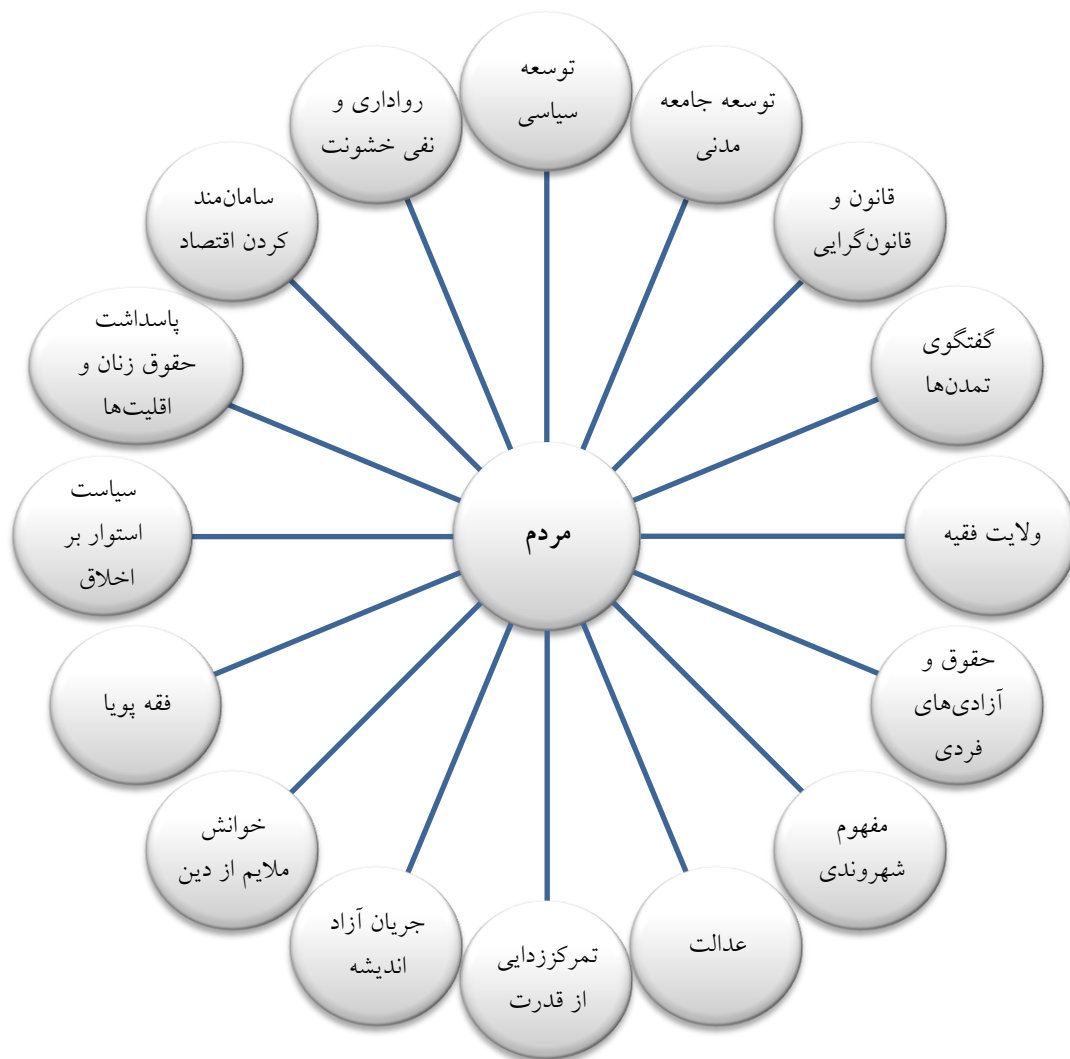 توسعه
سیاسی
توسعه جامعه
مدنی
قانون و
قانون‌گرایی
گفتگوی
تمدن‌ها
ولایت فقیه
حقوق و
آزادی‌های
فردی
مفهوم
شهروندی
عدالت
تمرکززدایی
از قدرت
جریان آزاد
اندیشه
خوانش
ملایم از دین
فقه پویا
سیاست
استوار بر
اخلاق
پاسداشت
حقوق زنان و
اقلیت‌ها
سامان‌مند
کردن اقتصاد
رواداری و
نفی خشونت
مردم